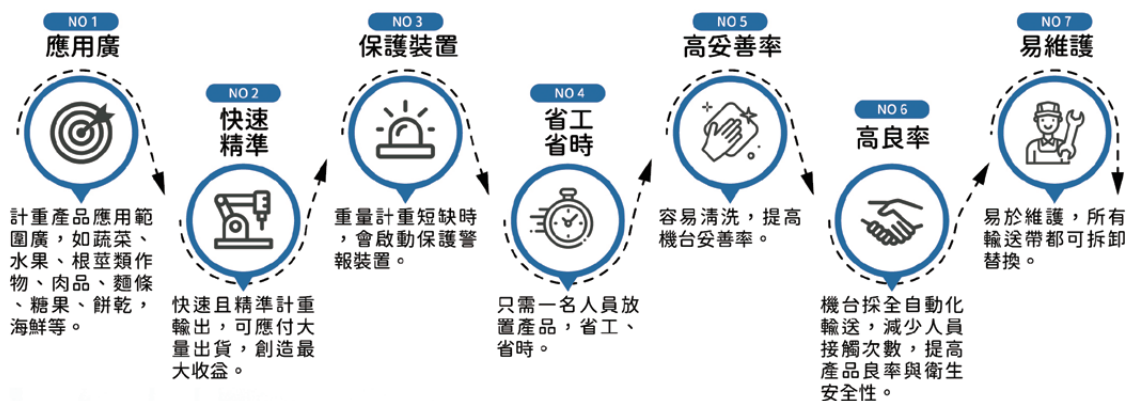 NO 1
應用廣
計重產品應用範
圍廣，如蔬菜、
水果、根莖類作
物、肉品、麵條
、糖果、餅乾，
海鮮等。
NO 2
快速
精準
快速且精準計重
輸出，可應付大
量出貨，創造最
大收益。
NO 3
保護裝置
重量計重短缺時
，會啟動保護警
報裝置。
NO 4
省工
省時
只需一名人員放
置產品，省工、
省時。
NO 5
高妥善率
容易清洗，提高
機台妥善率。
NO 6
高良率
機台採全自動化
輸送，減少人員
接觸次數，提高
產品良率與衛生
安全性。
NO 7
易維護
易於維護，所有
輸送帶都可拆卸
替換。